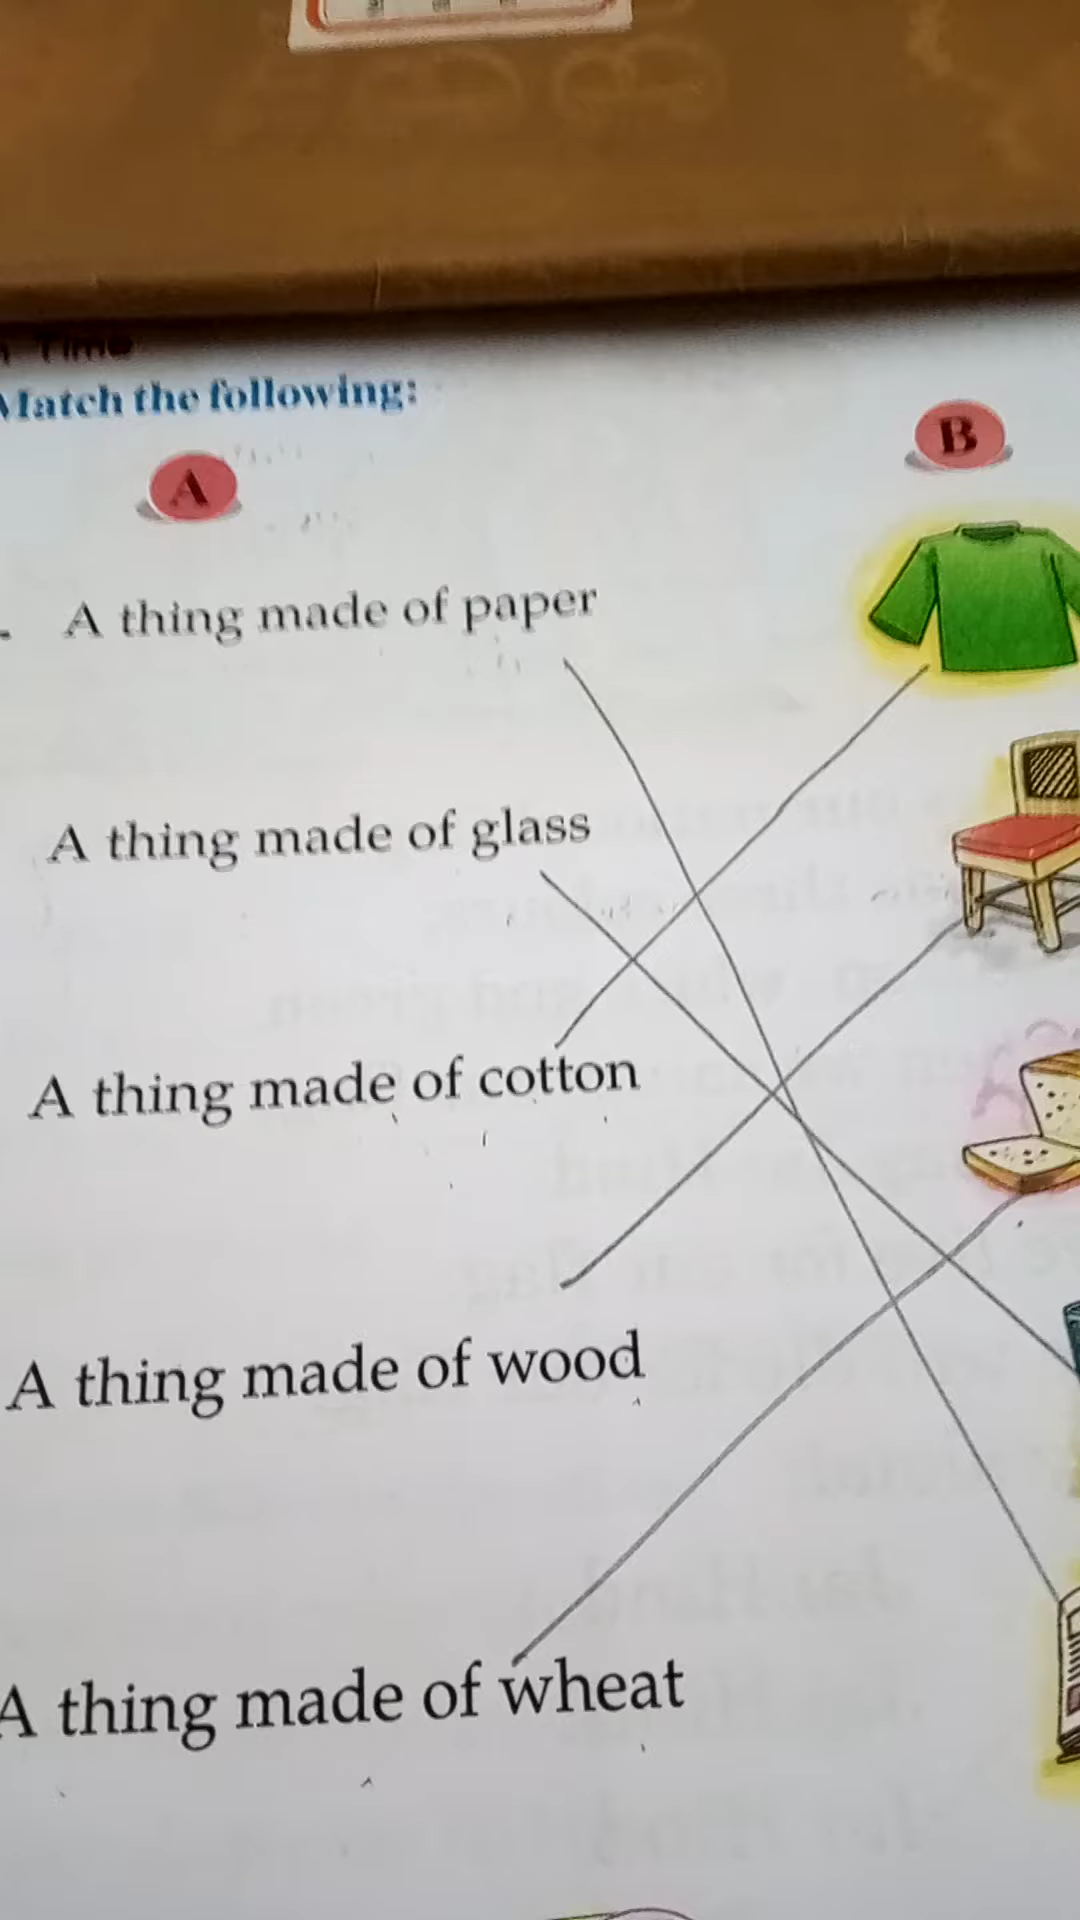 Time
Match the following:
A
B
A thing made of paper
A thing made of glass
A thing made of cotton
A thing made of wood
A thing made of wheat